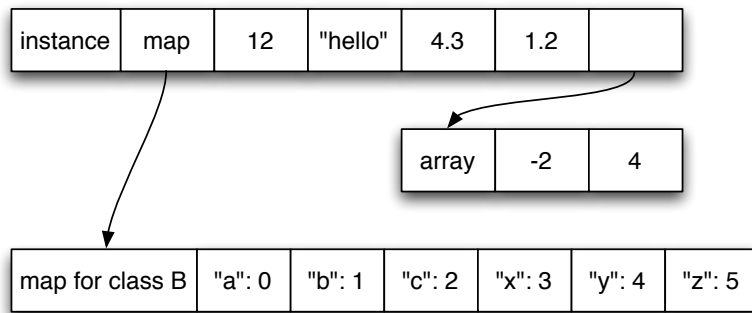 instance map 12 "hello" 4.3 1.2
array -2 4
map for class B "a": 0 "b": 1 "c": 2 "x": 3 "y": 4 "z": 5